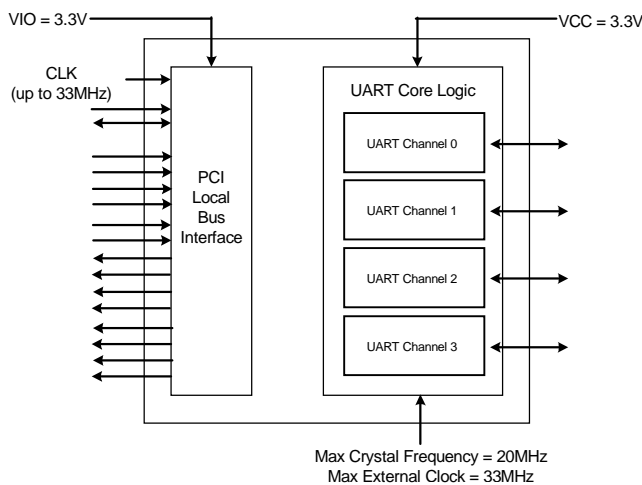 VIO = 3.3V
VCC = 3.3V
CLK
(up to 33MHz)
PCI
Local
Bus
Interface
UART Core Logic
UART Channel 0
UART Channel 1
UART Channel 2
UART Channel 3
Max Crystal Frequency = 20MHz
Max External Clock = 33MHz